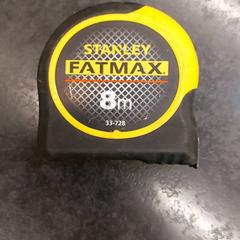 STANLEY
FATMAX
8m
33-728